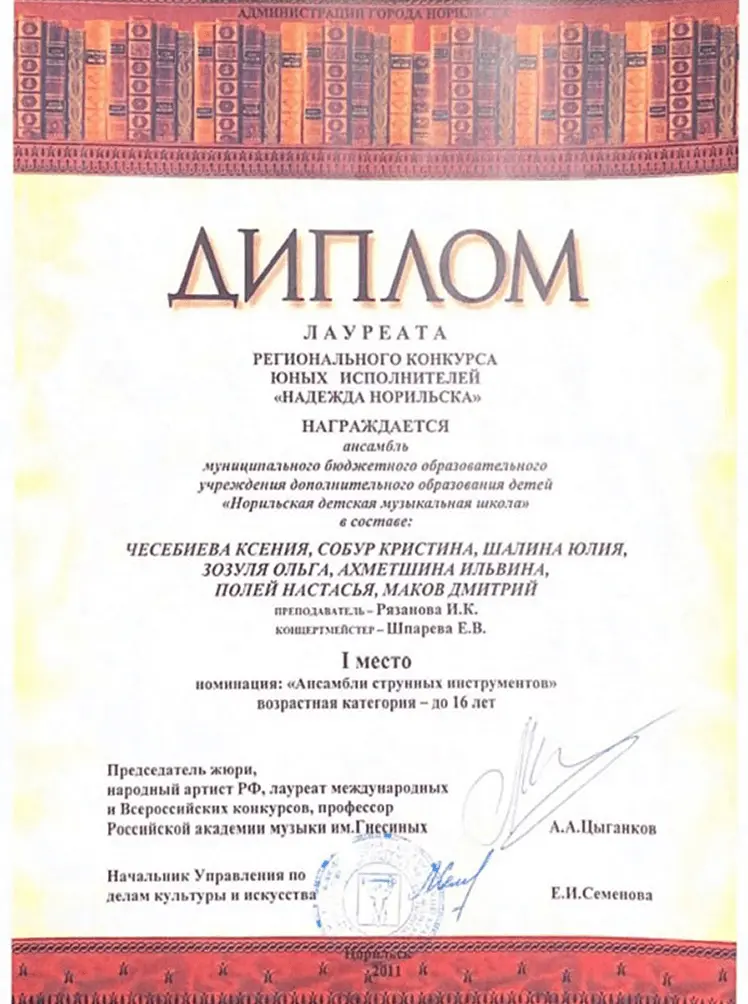 АДМИНИСТРАЦИЯ ГОРОДА НОРИЛЬСКА
ДИПЛОМ
ЛАУРЕАТА
РЕГИОНАЛЬНОГО КОНКУРСА
ЮНЫХ ИСПОЛНИТЕЛЕЙ
«НАДЕЖДА НОРИЛЬСКА»
НАГРАЖДАЕТСЯ
ансамбль
муниципального бюджетного образовательного
учреждения дополнительного образования детей
«Норильская детская музыкальная школа»
в составе:
ЧЕСЕБИЕВА КСЕНИЯ, СОБУР КРИСТИНА, ШАЛИНА ЮЛИЯ,
ЗОЗУЛЯ ОЛЬГА, АХМЕТШИНА ИЛЬВИНА,
ПОЛЕЙ НАСТАСЬЯ, МАКОВ ДМИТРИЙ
ПРЕПОДАВАТЕЛЬ – Рязанова И.К.
КОНЦЕРТМЕЙСТЕР – Шпарева Е.В.
I место
номинация: «Ансамбли струнных инструментов»
возрастная категория – до 16 лет
Председатель жюри,
народный артист РФ, лауреат международных
и Всероссийских конкурсов, профессор
Российской академии музыки им.Гнесиных А.А.Цыганков
Начальник Управления по
делам культуры и искусства Е.И.Семенова
Норильск
2011